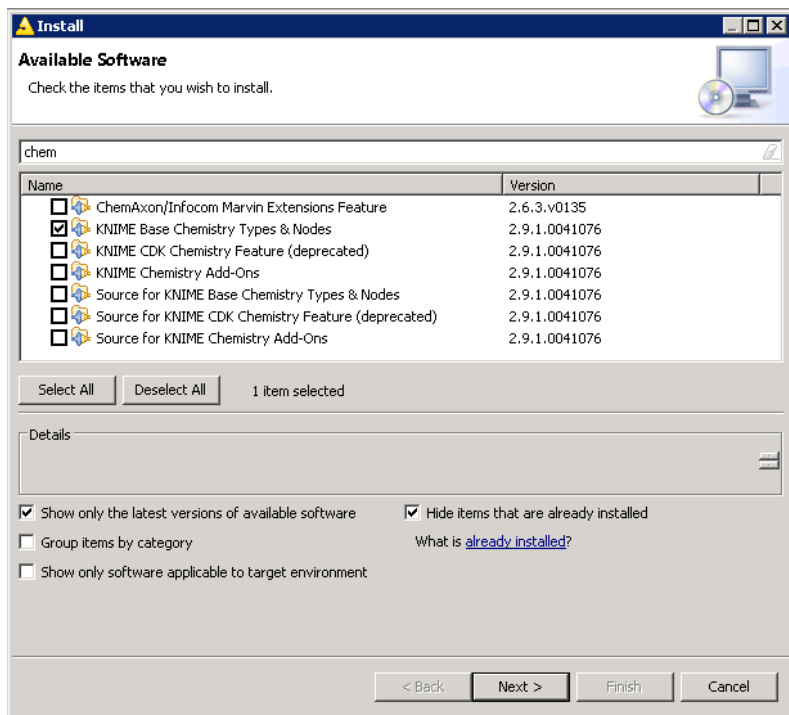 Install
Available Software
Check the items that you wish to install.
chem
Name Version
ChemAxon/Infocom Marvin Extensions Feature 2.6.3.v0135
KNIME Base Chemistry Types & Nodes 2.9.1.0041076
KNIME CDK Chemistry Feature (deprecated) 2.9.1.0041076
KNIME Chemistry Add-Ons 2.9.1.0041076
Source for KNIME Base Chemistry Types & Nodes 2.9.1.0041076
Source for KNIME CDK Chemistry Feature (deprecated) 2.9.1.0041076
Source for KNIME Chemistry Add-Ons 2.9.1.0041076
Select All Deselect All 1 item selected
Details
Show only the latest versions of available software Hide items that are already installed
Group items by category What is already installed?
Show only software applicable to target environment
< Back Next > Finish Cancel